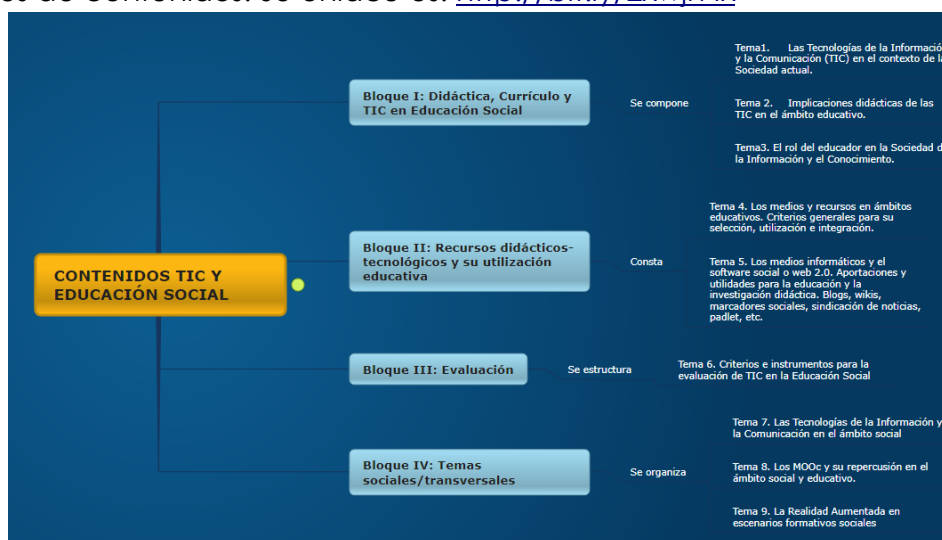 CONTENIDOS TIC Y
EDUCACIÓN SOCIAL
Bloque I: Didáctica, Currículo y
TIC en Educación Social
Se compone
Tema1. Las Tecnologías de la Informació
y la Comunicación (TIC) en el contexto de l
Sociedad actual.
Tema 2. Implicaciones didácticas de las
TIC en el ámbito educativo.
Tema3. El rol del educador en la Sociedad d
la Información y el Conocimiento.
Bloque II: Recursos didácticos-
tecnológicos y su utilización
educativa
Consta
Tema 4. Los medios y recursos en ámbitos
educativos. Criterios generales para su
selección, utilización e integración.
Tema 5. Los medios informáticos y el
software social o web 2.0. Aportaciones y
utilidades para la educación y la
investigación didáctica. Blogs, wikis,
marcadores sociales, sindicación de noticias,
padlet, etc.
Bloque III: Evaluación
Se estructura
Tema 6. Criterios e instrumentos para la
evaluación de TIC en la Educación Social
Bloque IV: Temas
sociales/transversales
Se organiza
Tema 7. Las Tecnologías de la Información y
la Comunicación en el ámbito social
Tema 8. Los MOOc y su repercusión en el
ámbito social y educativo.
Tema 9. La Realidad Aumentada en
escenarios formativos sociales